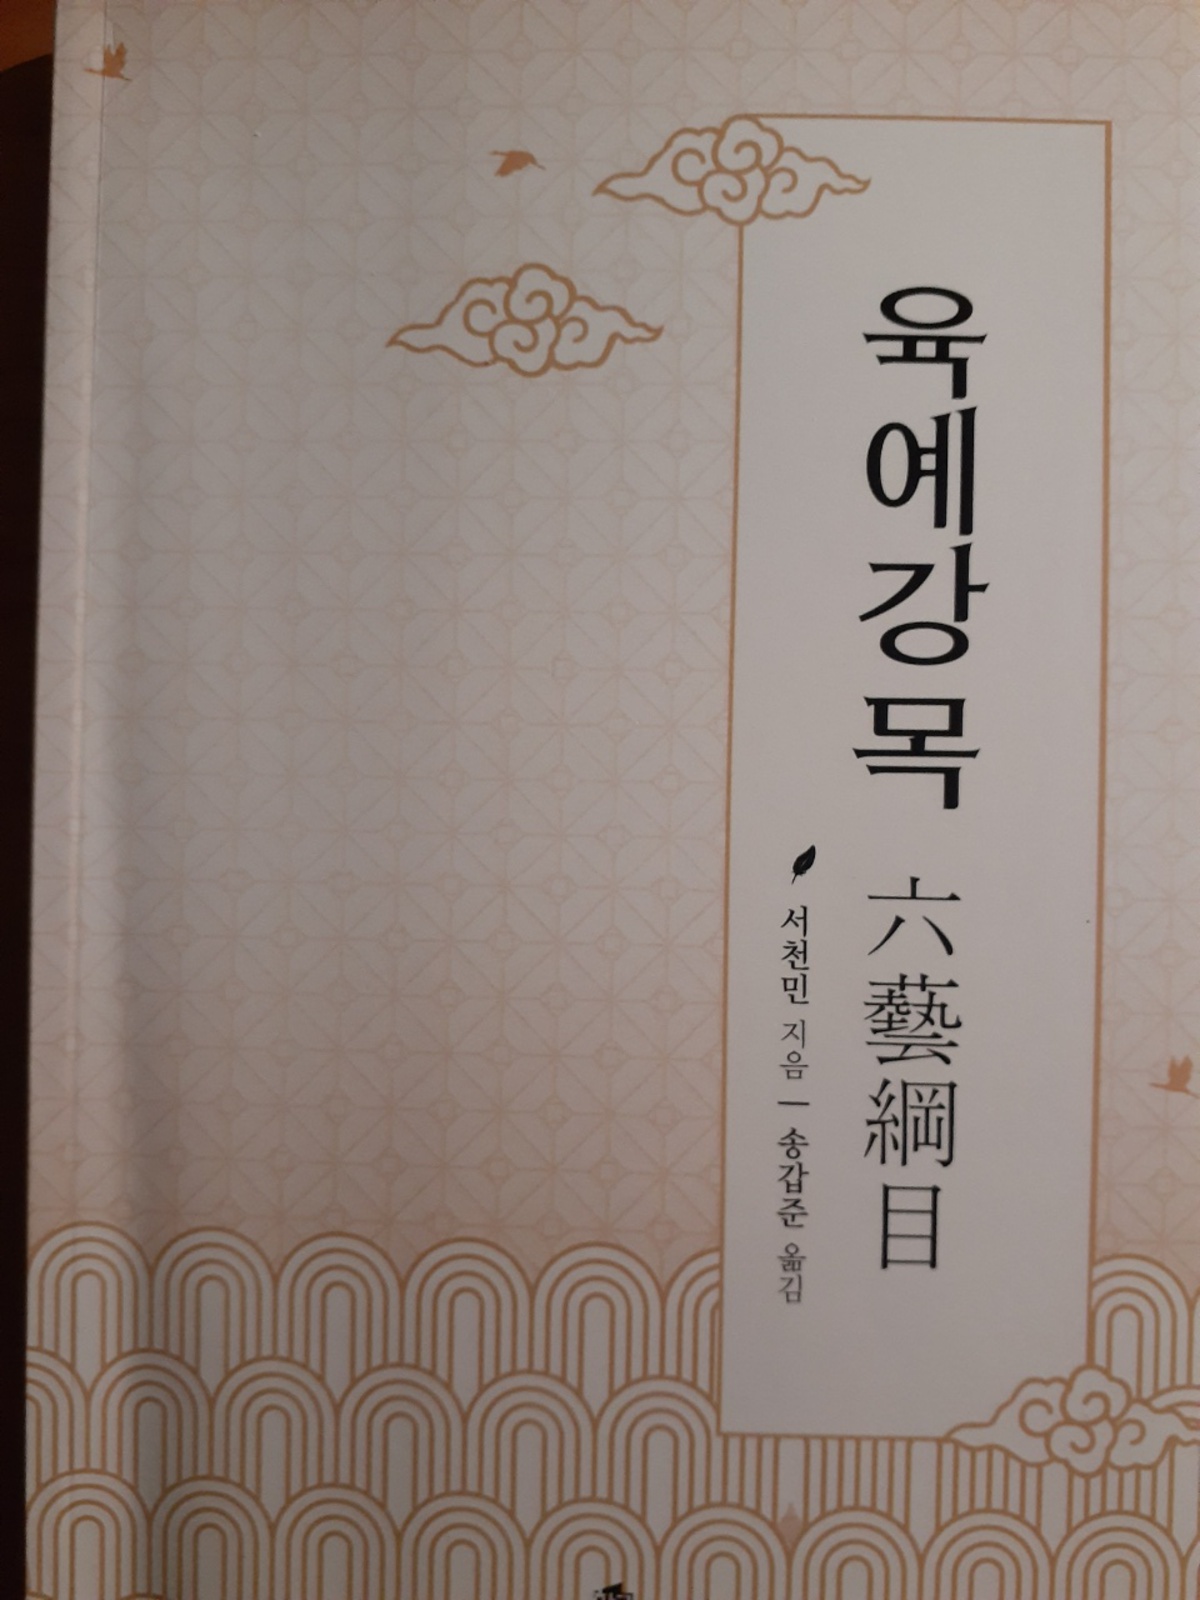 육예강목 六藝綱目
서천민 지음 | 송갑준 옮김